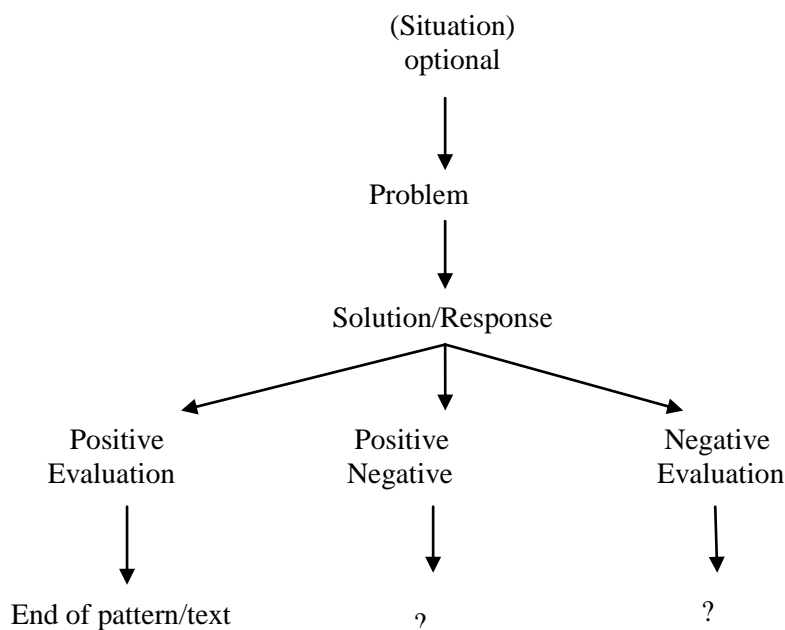 (Situation)
optional
Problem
Solution/Response
Positive
Evaluation
Positive
Negative
Negative
Evaluation
End of pattern/text
?
?